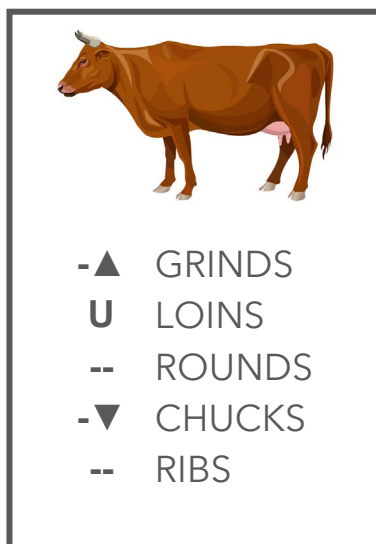 -▲ GRINDS
U LOINS
-- ROUNDS
-▼ CHUCKS
-- RIBS